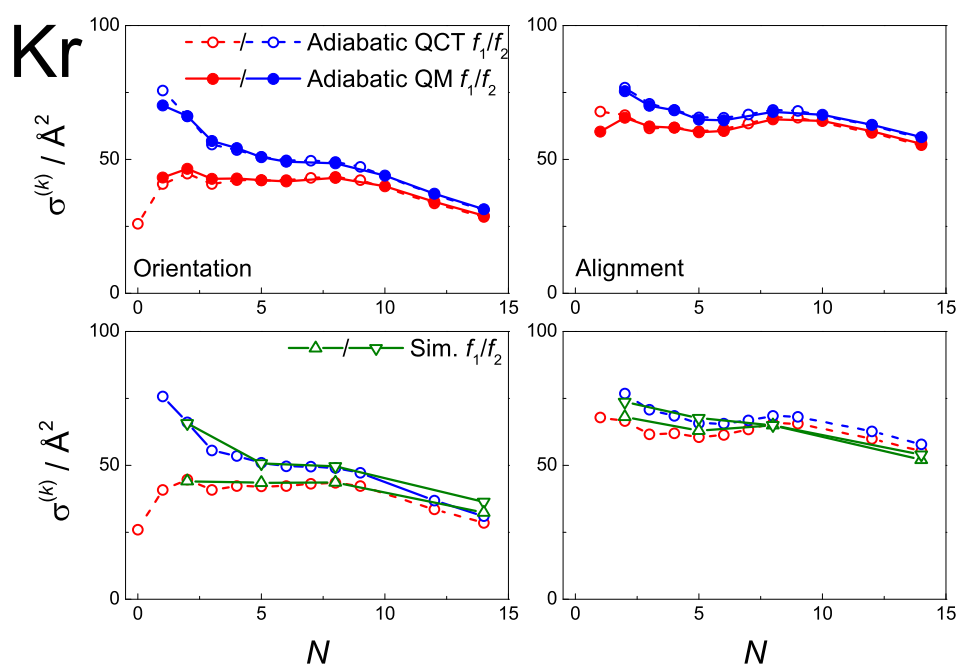 Kr
100
50
0
σ(k) / Å2
Adiabatic QCT f1/f2
Adiabatic QM f1/f2
Orientation
0 5 10 15
100
50
0
Alignment
0 5 10 15
100
50
0
σ(k) / Å2
Sim. f1/f2
0 5 10 15
N
100
50
0
0 5 10 15
N